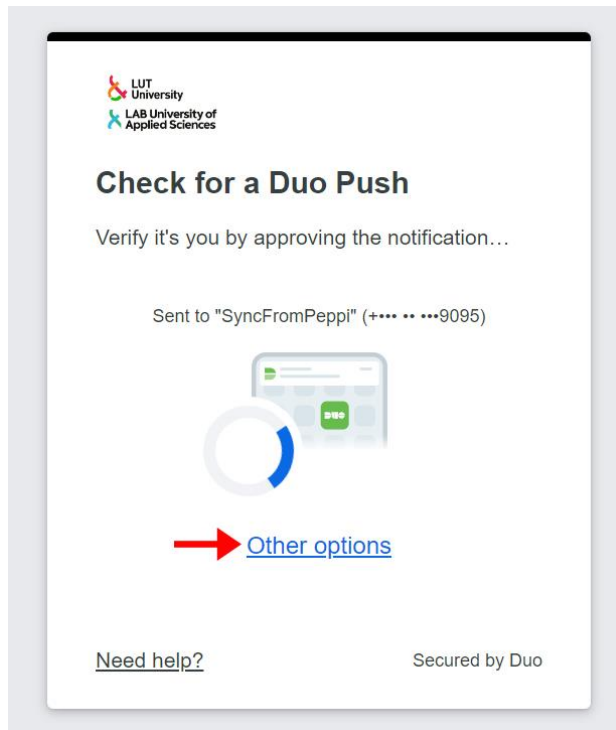 LUT
University
LAB University of
Applied Sciences
Check for a Duo Push
Verify it's you by approving the notification…
Sent to "SyncFromPeppi" (+••• •• •••9095)
DUO
Other options
Need help?
Secured by Duo